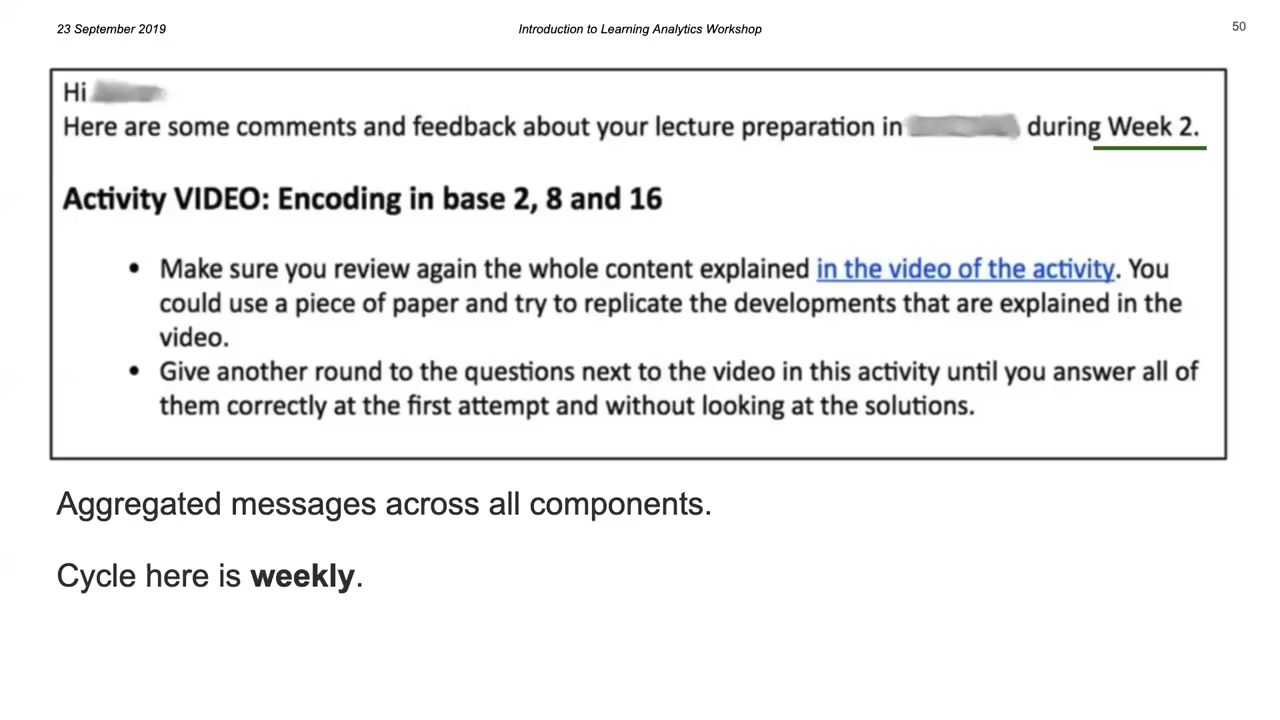 23 September 2019
Introduction to Learning Analytics Workshop
50
Hi
Here are some comments and feedback about your lecture preparation in during Week 2.
Activity VIDEO: Encoding in base 2, 8 and 16
• Make sure you review again the whole content explained in the video of the activity. You
could use a piece of paper and try to replicate the developments that are explained in the
video.
• Give another round to the questions next to the video in this activity until you answer all of
them correctly at the first attempt and without looking at the solutions.
Aggregated messages across all components.
Cycle here is weekly.